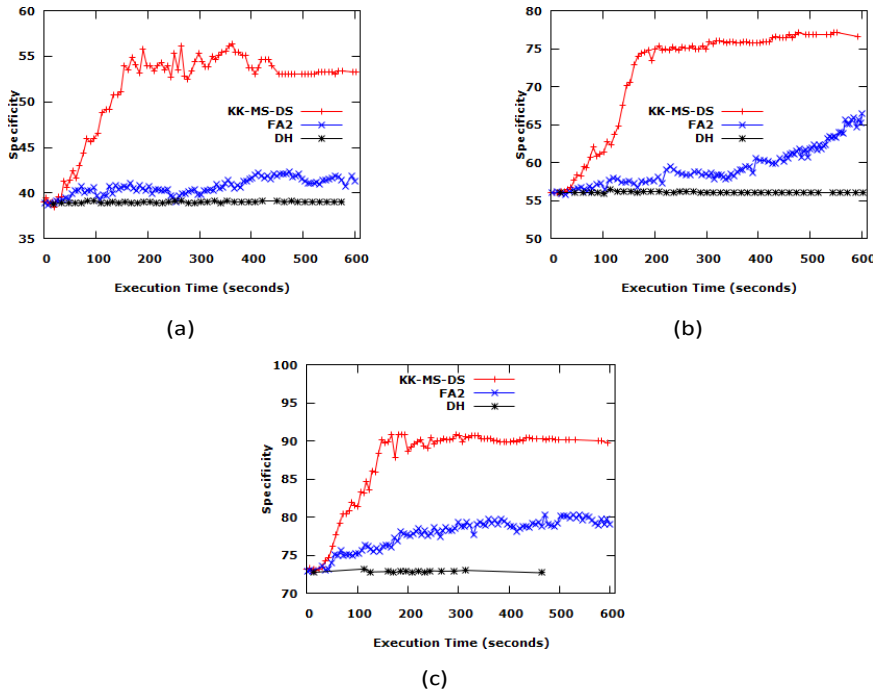 60
55
50
45
40
35
Specificity
KK-MS-DS
FA2
DH
0 100 200 300 400 500 600
Execution Time (seconds)
(a)
80
75
70
65
60
55
50
Specificity
KK-MS-DS
FA2
DH
0 100 200 300 400 500 600
Execution Time (seconds)
(b)
100
95
90
85
80
75
70
Specificity
KK-MS-DS
FA2
DH
0 100 200 300 400 500 600
Execution Time (seconds)
(c)